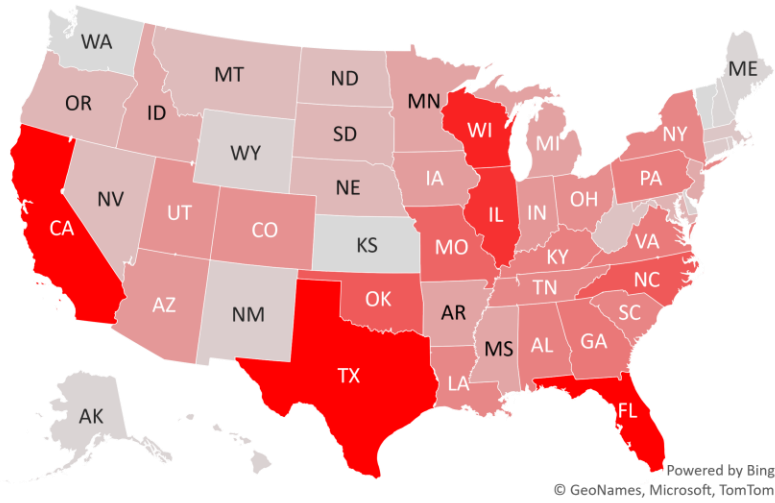 WA
ME
MT
ND
MN
OR
ID
WI
SD
MI
NY
WY
IA
PA
NE
NV
OH
IL
IN
UT
CA
CO
KS
MO
VA
KY
NC
TN
OK
AZ
AR
SC
NM
MS
AL
GA
TX
LA
FL
AK
Powered by Bing
© GeoNames, Microsoft, TomTom